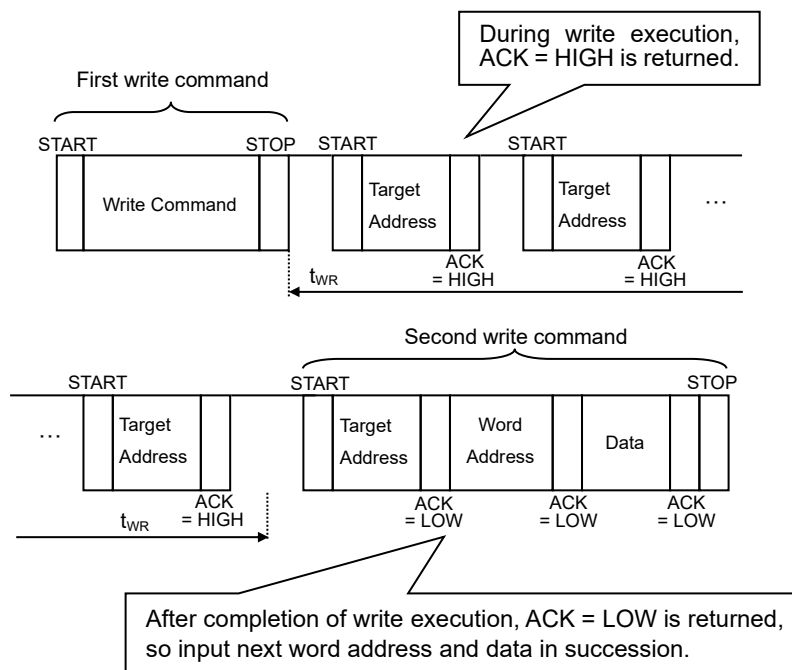 During write execution,
ACK = HIGH is returned.
First write command
START STOP START START
Write Command
Target
Address
Target
Address
…
ACK
= HIGH
ACK
= HIGH
tWR
Second write command
START START STOP
…
Target
Address
Target
Address
Word
Address
Data
ACK
= HIGH
ACK
= LOW
ACK
= LOW
ACK
= LOW
tWR
After completion of write execution, ACK = LOW is returned,
so input next word address and data in succession.